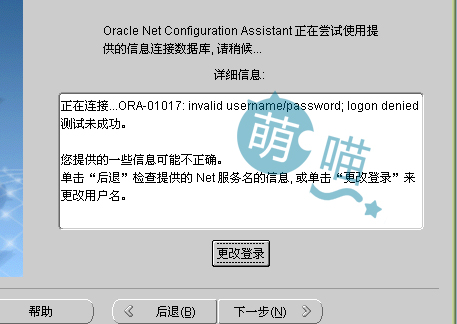 Oracle Net Configuration Assistant 正在尝试使用提
供的信息连接数据库, 请稍候...
详细信息:
正在连接...ORA-01017: invalid username/password; logon denied
测试未成功。
您提供的一些信息可能不正确。
单击“后退”检查提供的 Net 服务名的信息, 或单击“更改登录”来
更改用户名。
萌喵
更改登录
帮助
后退(B)
下一步(N)